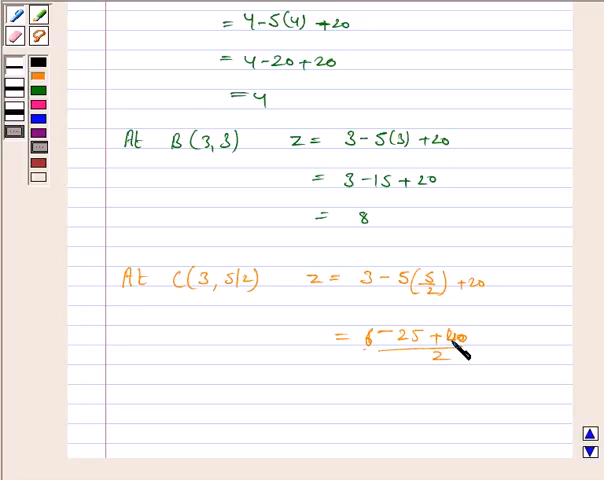 = 4-5(4) +20
= 4-20+20
= 4
At B(3,3) Z = 3-5(3)+20
= 3-15+20
= 8
At C(3, 5/2) Z = 3-5(5/2)+20
= 6-25+40
2